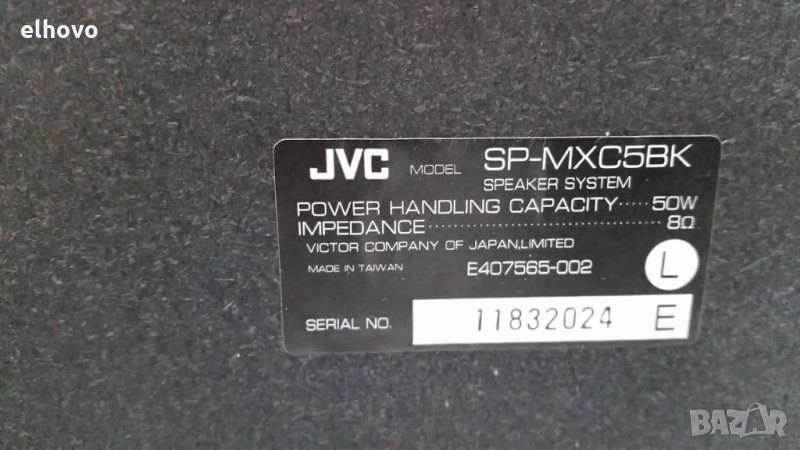 elhovo
JVC MODEL SP-MXC5BK
SPEAKER SYSTEM
POWER HANDLING CAPACITY·····50W
IMPEDANCE································8Ω
VICTOR COMPANY OF JAPAN,LIMITED
MADE IN TAIWAN E407565-002 L
SERIAL NO. 11832024 E
BAZAR